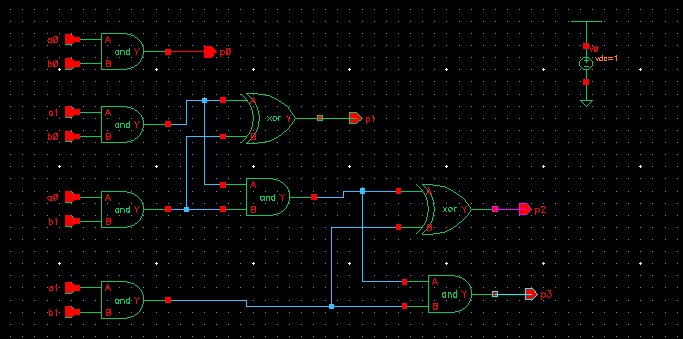 a0 A and Y p0
b0 B
V0
vdc=1
a1 A and Y A xor Y p1
b0 B B
a0 A and Y A and Y A xor Y p2
b1 B B B
a1 A and Y A and Y p3
b1 B B